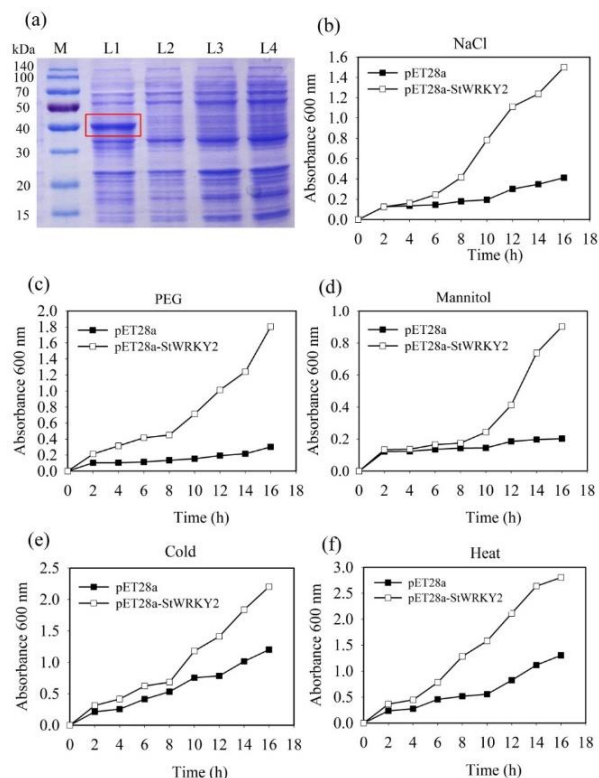 (a)
kDa M L1 L2 L3 L4
140
100
70
50
40
30
20
15
(b)
NaCl
pET28a
pET28a-StWRKY2
Absorbance 600 nm
1.6
1.4
1.2
1.0
0.8
0.6
0.4
0.2
0.0
0 2 4 6 8 10 12 14 16 18
Time (h)
(c)
PEG
pET28a
pET28a-StWRKY2
Absorbance 600 nm
2.0
1.8
1.6
1.4
1.2
1.0
0.8
0.6
0.4
0.2
0.0
0 2 4 6 8 10 12 14 16 18
Time (h)
(d)
Mannitol
pET28a
pET28a-StWRKY2
Absorbance 600 nm
1.0
0.8
0.6
0.4
0.2
0.0
0 2 4 6 8 10 12 14 16 18
Time (h)
(e)
Cold
pET28a
pET28a-StWRKY2
Absorbance 600 nm
2.5
2.0
1.5
1.0
0.5
0.0
0 2 4 6 8 10 12 14 16 18
Time (h)
(f)
Heat
pET28a
pET28a-StWRKY2
Absorbance 600 nm
3.0
2.5
2.0
1.5
1.0
0.5
0.0
0 2 4 6 8 10 12 14 16 18
Time (h)